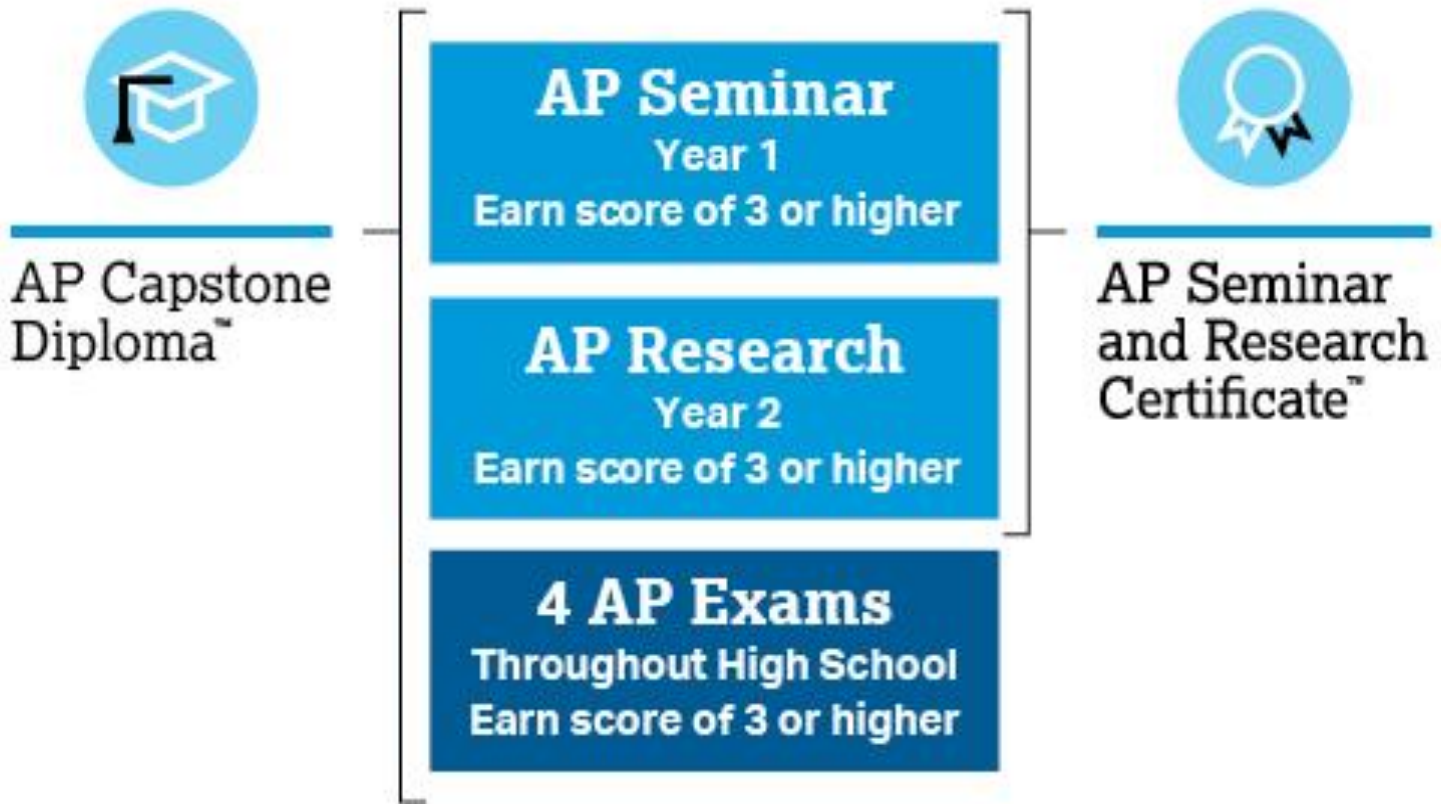 AP Capstone
Diploma™
AP Seminar
Year 1
Earn score of 3 or higher
AP Research
Year 2
Earn score of 3 or higher
4 AP Exams
Throughout High School
Earn score of 3 or higher
AP Seminar
and Research
Certificate™